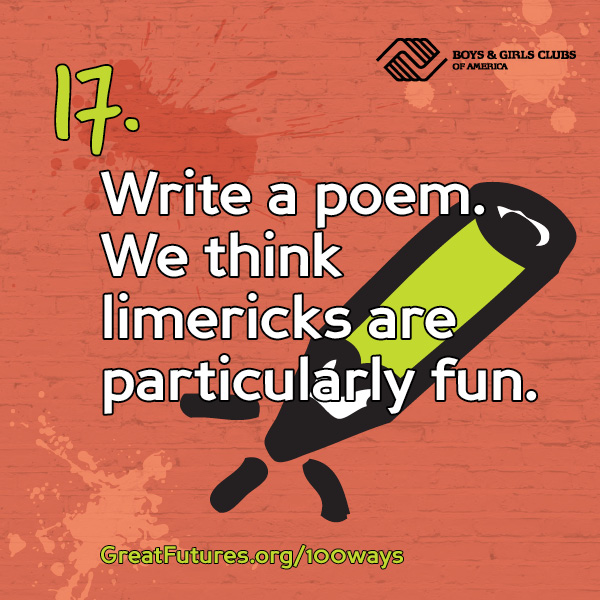 BOYS & GIRLS CLUBS
OF AMERICA
17.
Write a poem.
We think
limericks are
particularly fun.
GreatFutures.org/100ways